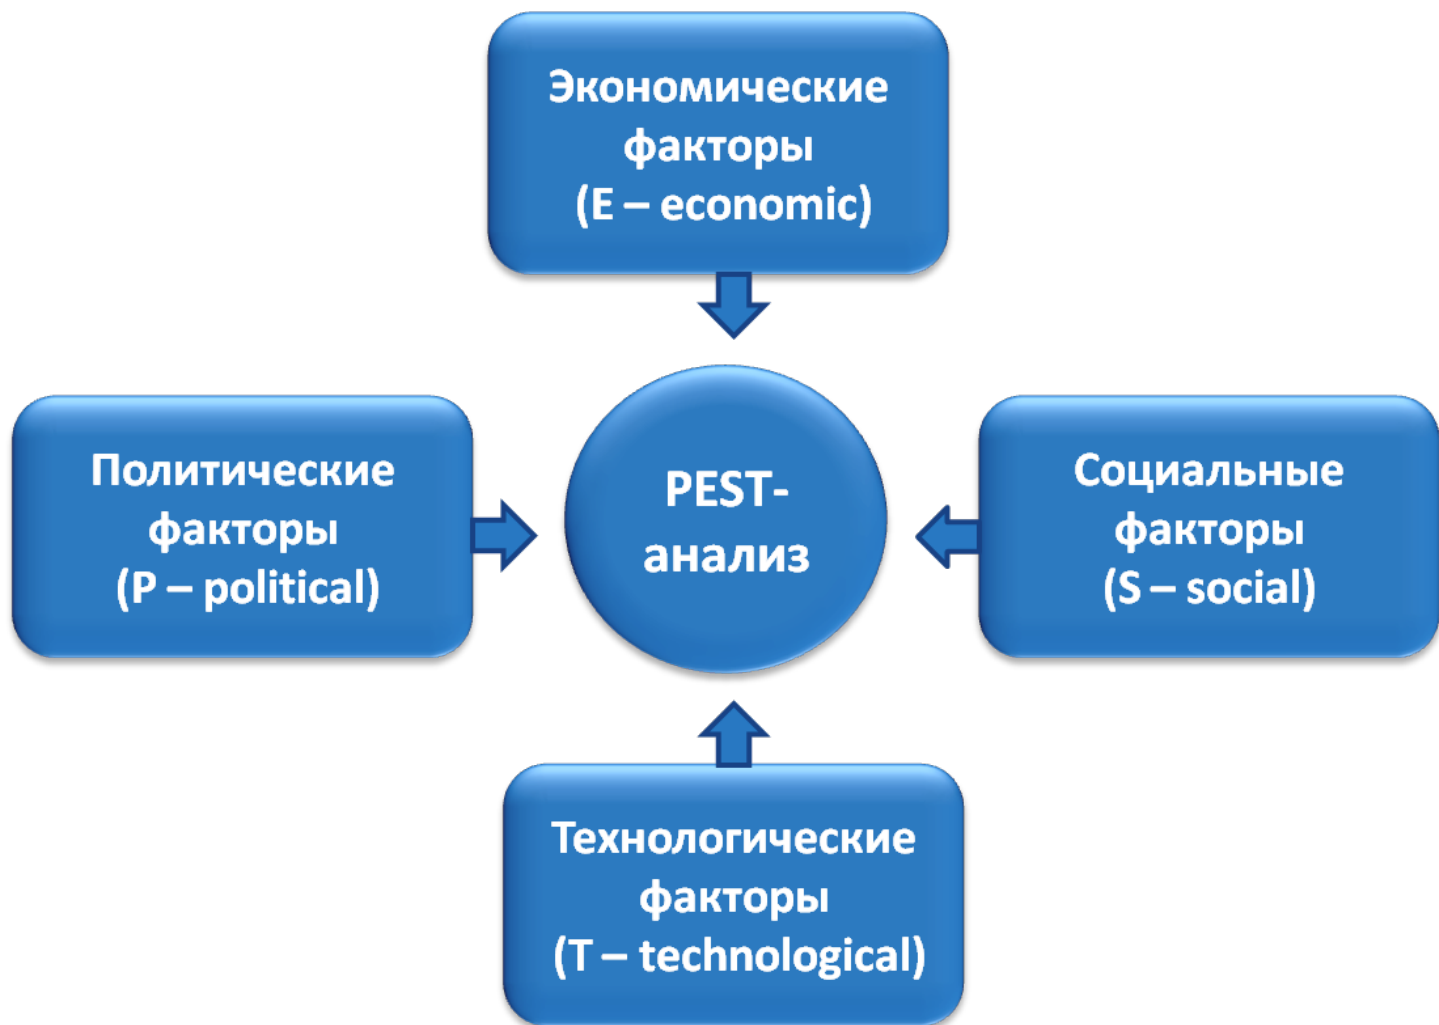 Экономические
факторы
(E – economic)
Политические
факторы
(P – political)
PEST-
анализ
Социальные
факторы
(S – social)
Технологические
факторы
(T – technological)